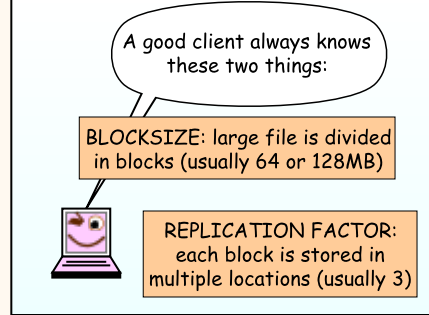 A good client always knows
these two things:
BLOCKSIZE: large file is divided
in blocks (usually 64 or 128MB)
REPLICATION FACTOR:
each block is stored in
multiple locations (usually 3)